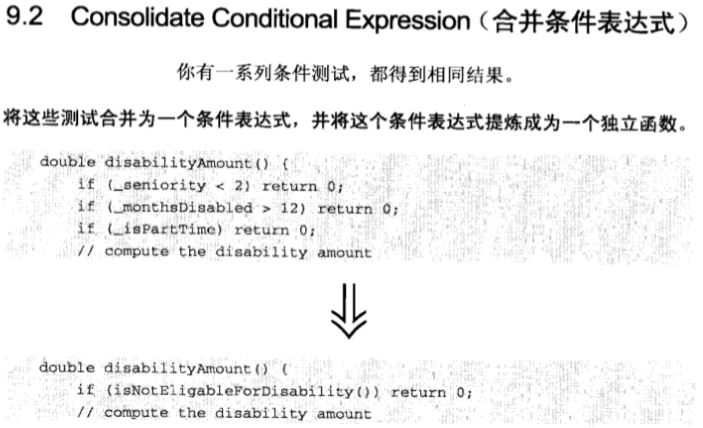 9.2 Consolidate Conditional Expression（合并条件表达式）
你有一系列条件测试，都得到相同结果。
将这些测试合并为一个条件表达式，并将这个条件表达式提炼成为一个独立函数。
double disabilityAmount() {
if (_seniority < 2) return 0;
if (_monthsDisabled > 12) return 0;
if (_isPartTime) return 0;
// compute the disability amount
double disabilityAmount() {
if (isNotEligableForDisability()) return 0;
// compute the disability amount